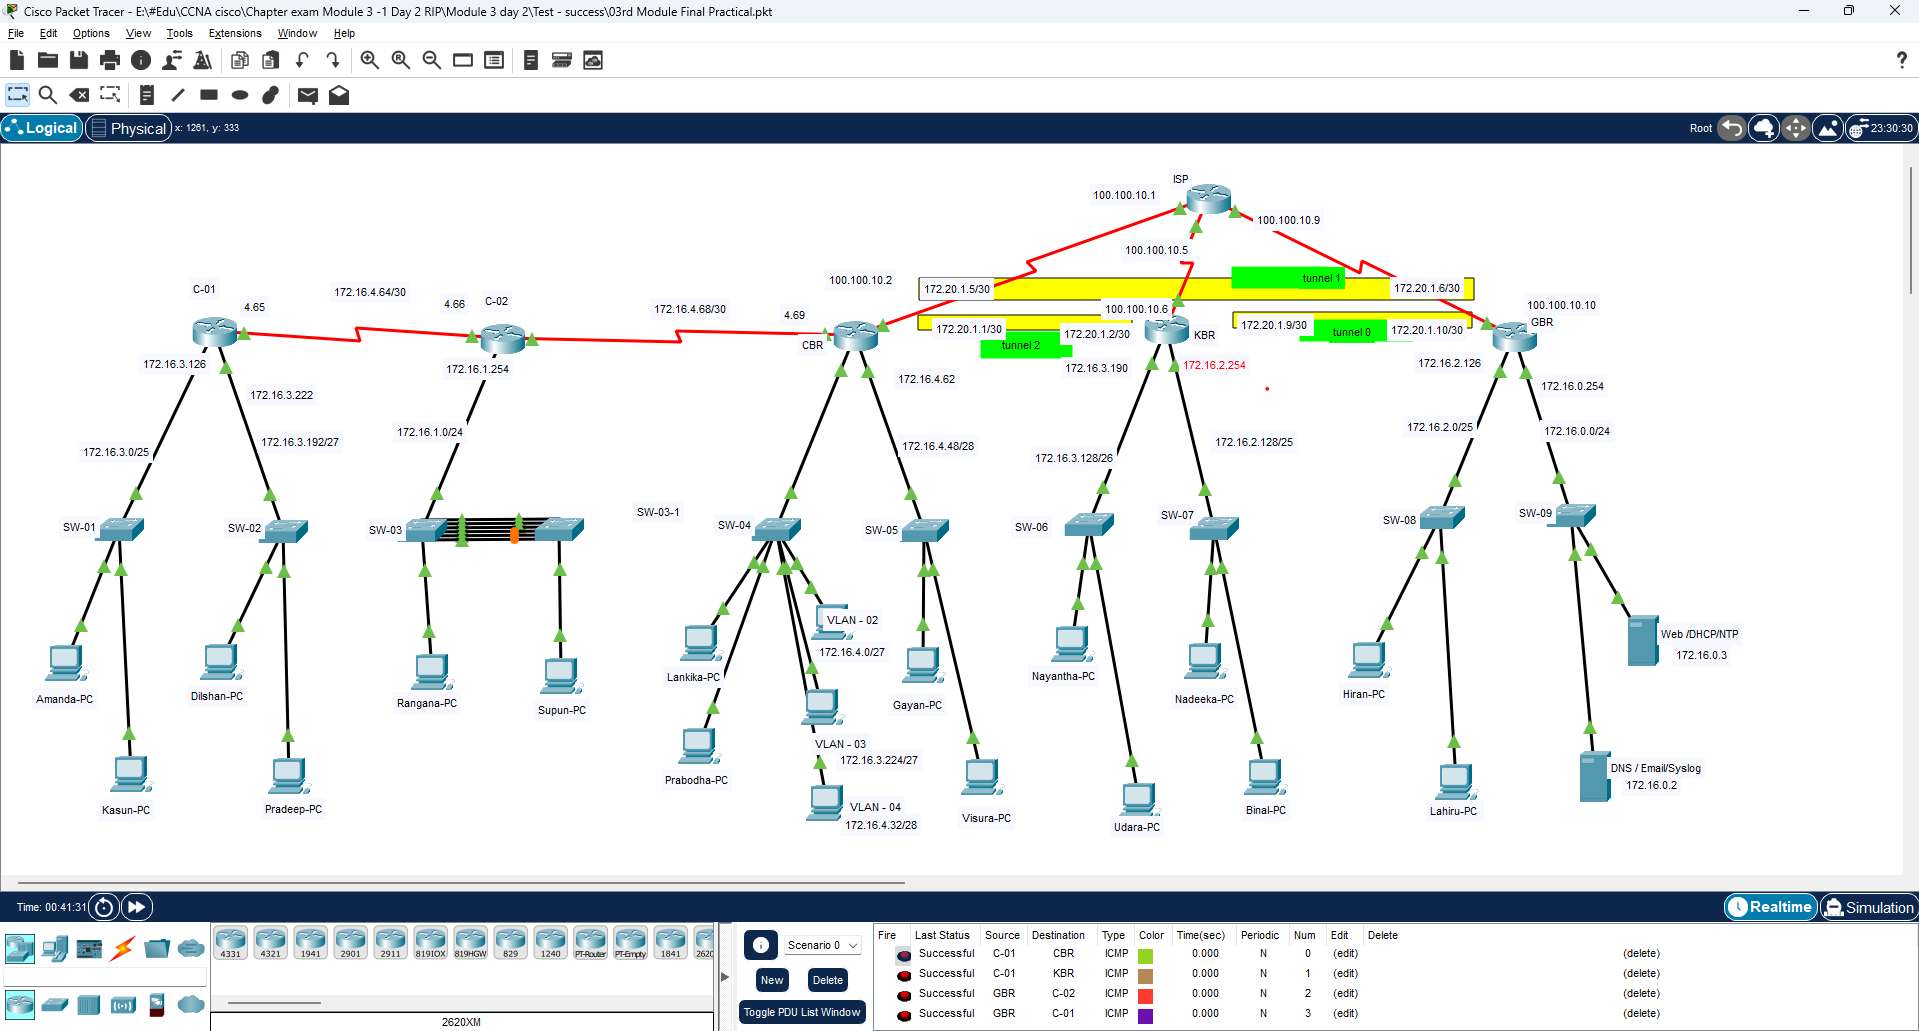 Cisco Packet Tracer - E:\#Edu\CCNA cisco\Chapter exam Module 3 -1 Day 2 RIP\Module 3 day 2\Test - success\03rd Module Final Practical.pkt
File Edit Options View Tools Extensions Window Help
Logical Physical x: 1261, y: 333 Root 23:30:30
ISP
100.100.10.1
100.100.10.9
100.100.10.5
100.100.10.2
tunnel 1
172.20.1.5/30
172.20.1.6/30
C-01
4.65
172.16.4.64/30
4.66
C-02
172.16.4.68/30
4.69
100.100.10.6
100.100.10.10
GBR
172.20.1.1/30
172.20.1.2/30
172.20.1.9/30
tunnel 0
172.20.1.10/30
CBR
tunnel 2
KBR
172.16.3.126
172.16.1.254
172.16.4.62
172.16.3.190
172.16.2.254
172.16.2.126
172.16.0.254
172.16.3.222
172.16.3.0/25
172.16.3.192/27
172.16.1.0/24
172.16.4.48/28
172.16.3.128/26
172.16.2.128/25
172.16.2.0/25
172.16.0.0/24
SW-01
SW-02
SW-03
SW-03-1
SW-04
SW-05
SW-06
SW-07
SW-08
SW-09
VLAN - 02
172.16.4.0/27
Web /DHCP/NTP
172.16.0.3
Amanda-PC
Dilshan-PC
Rangana-PC
Supun-PC
Lankika-PC
Gayan-PC
Nayantha-PC
Nadeeka-PC
Hiran-PC
VLAN - 03
172.16.3.224/27
Prabodha-PC
DNS / Email/Syslog
172.16.0.2
Kasun-PC
Pradeep-PC
VLAN - 04
172.16.4.32/28
Visura-PC
Udara-PC
Binal-PC
Lahiru-PC
Time: 00:41:31 Realtime Simulation
4331 4321 1941 2901 2911 819IOX 819HGW 829 1240 PT-Router PT-Empty 1841 2620
2620XM
Scenario 0
New Delete
Toggle PDU List Window
Fire Last Status Source Destination Type Color Time(sec) Periodic Num Edit Delete
Successful C-01 CBR ICMP 0.000 N 0 (edit) (delete)
Successful C-01 KBR ICMP 0.000 N 1 (edit) (delete)
Successful GBR C-02 ICMP 0.000 N 2 (edit) (delete)
Successful GBR C-01 ICMP 0.000 N 3 (edit) (delete)